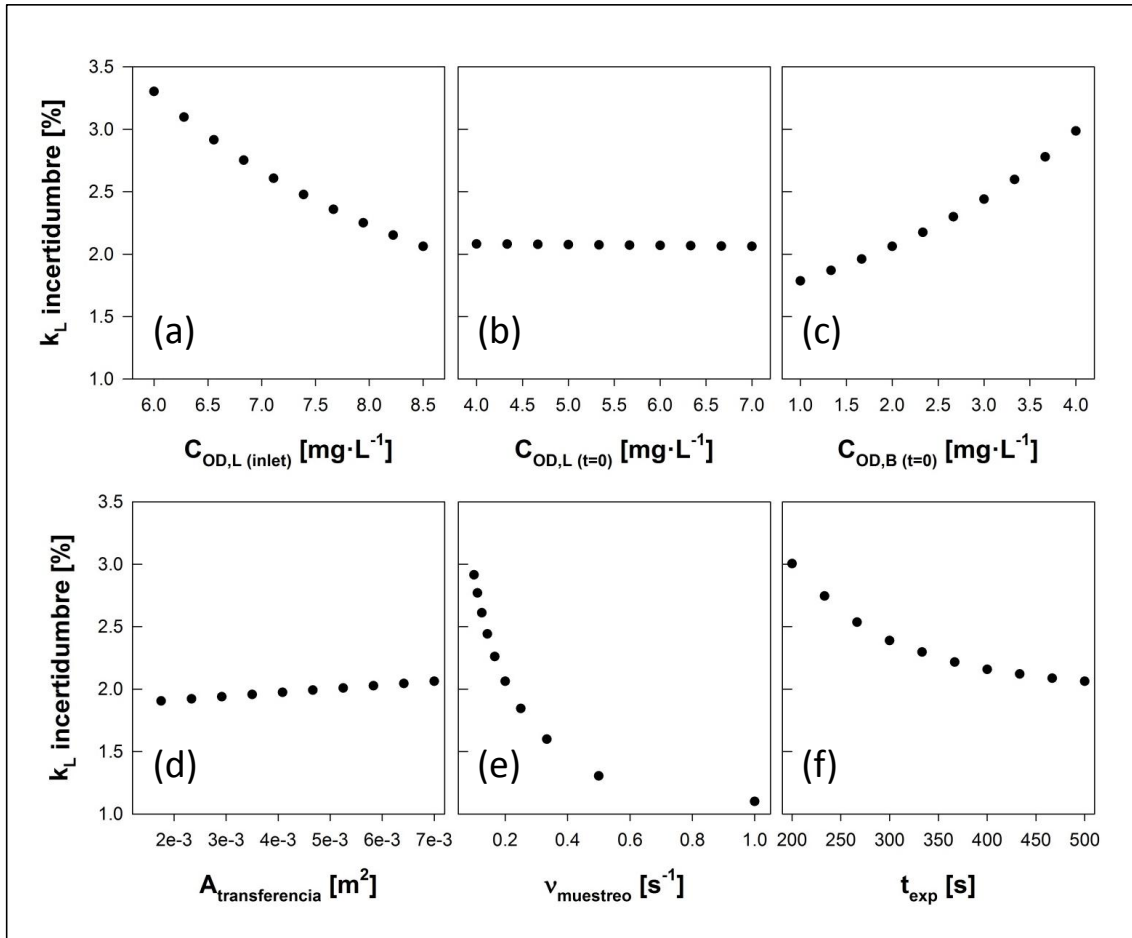 k_L incertidumbre [%]
3.5
3.0
2.5
2.0
1.5
1.0
(a)
(b)
(c)
6.0 6.5 7.0 7.5 8.0 8.5
4.0 4.5 5.0 5.5 6.0 6.5 7.0
1.0 1.5 2.0 2.5 3.0 3.5 4.0
C_OD,L (inlet) [mg·L⁻¹]
C_OD,L (t=0) [mg·L⁻¹]
C_OD,B (t=0) [mg·L⁻¹]
k_L incertidumbre [%]
3.5
3.0
2.5
2.0
1.5
1.0
(d)
(e)
(f)
2e-3 3e-3 4e-3 5e-3 6e-3 7e-3
0.2 0.4 0.6 0.8 1.0
200 250 300 350 400 450 500
A_transferencia [m²]
ν_muestreo [s⁻¹]
t_exp [s]